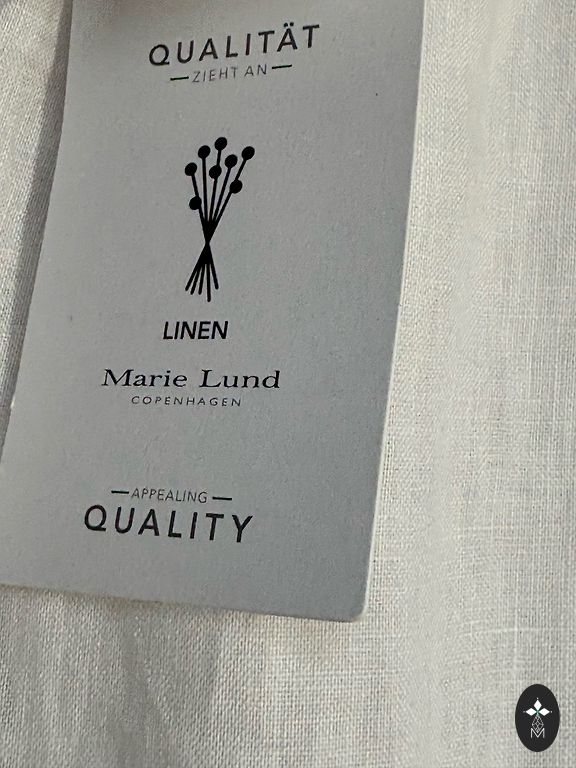 QUALITÄT
ZIEHT AN
LINEN
Marie Lund
COPENHAGEN
APPEALING
QUALITY
M